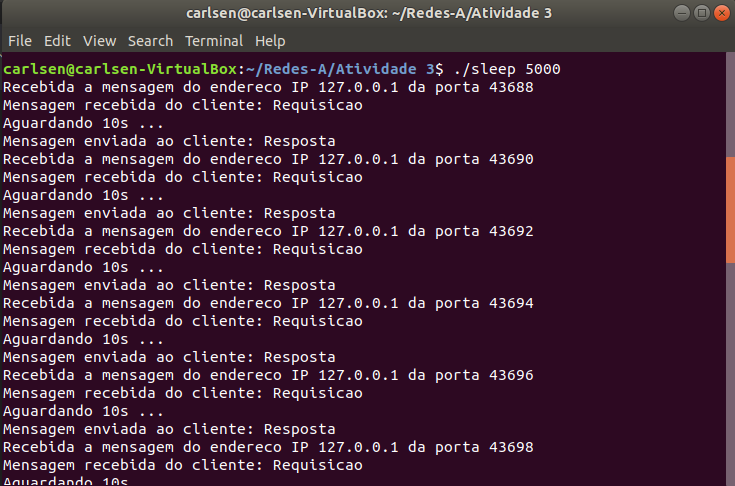 carlsen@carlsen-VirtualBox: ~/Redes-A/Atividade 3
File Edit View Search Terminal Help
carlsen@carlsen-VirtualBox:~/Redes-A/Atividade 3$ ./sleep 5000
Recebida a mensagem do endereco IP 127.0.0.1 da porta 43688
Mensagem recebida do cliente: Requisicao
Aguardando 10s ...
Mensagem enviada ao cliente: Resposta
Recebida a mensagem do endereco IP 127.0.0.1 da porta 43690
Mensagem recebida do cliente: Requisicao
Aguardando 10s ...
Mensagem enviada ao cliente: Resposta
Recebida a mensagem do endereco IP 127.0.0.1 da porta 43692
Mensagem recebida do cliente: Requisicao
Aguardando 10s ...
Mensagem enviada ao cliente: Resposta
Recebida a mensagem do endereco IP 127.0.0.1 da porta 43694
Mensagem recebida do cliente: Requisicao
Aguardando 10s ...
Mensagem enviada ao cliente: Resposta
Recebida a mensagem do endereco IP 127.0.0.1 da porta 43696
Mensagem recebida do cliente: Requisicao
Aguardando 10s ...
Mensagem enviada ao cliente: Resposta
Recebida a mensagem do endereco IP 127.0.0.1 da porta 43698
Mensagem recebida do cliente: Requisicao
Aguardando 10s